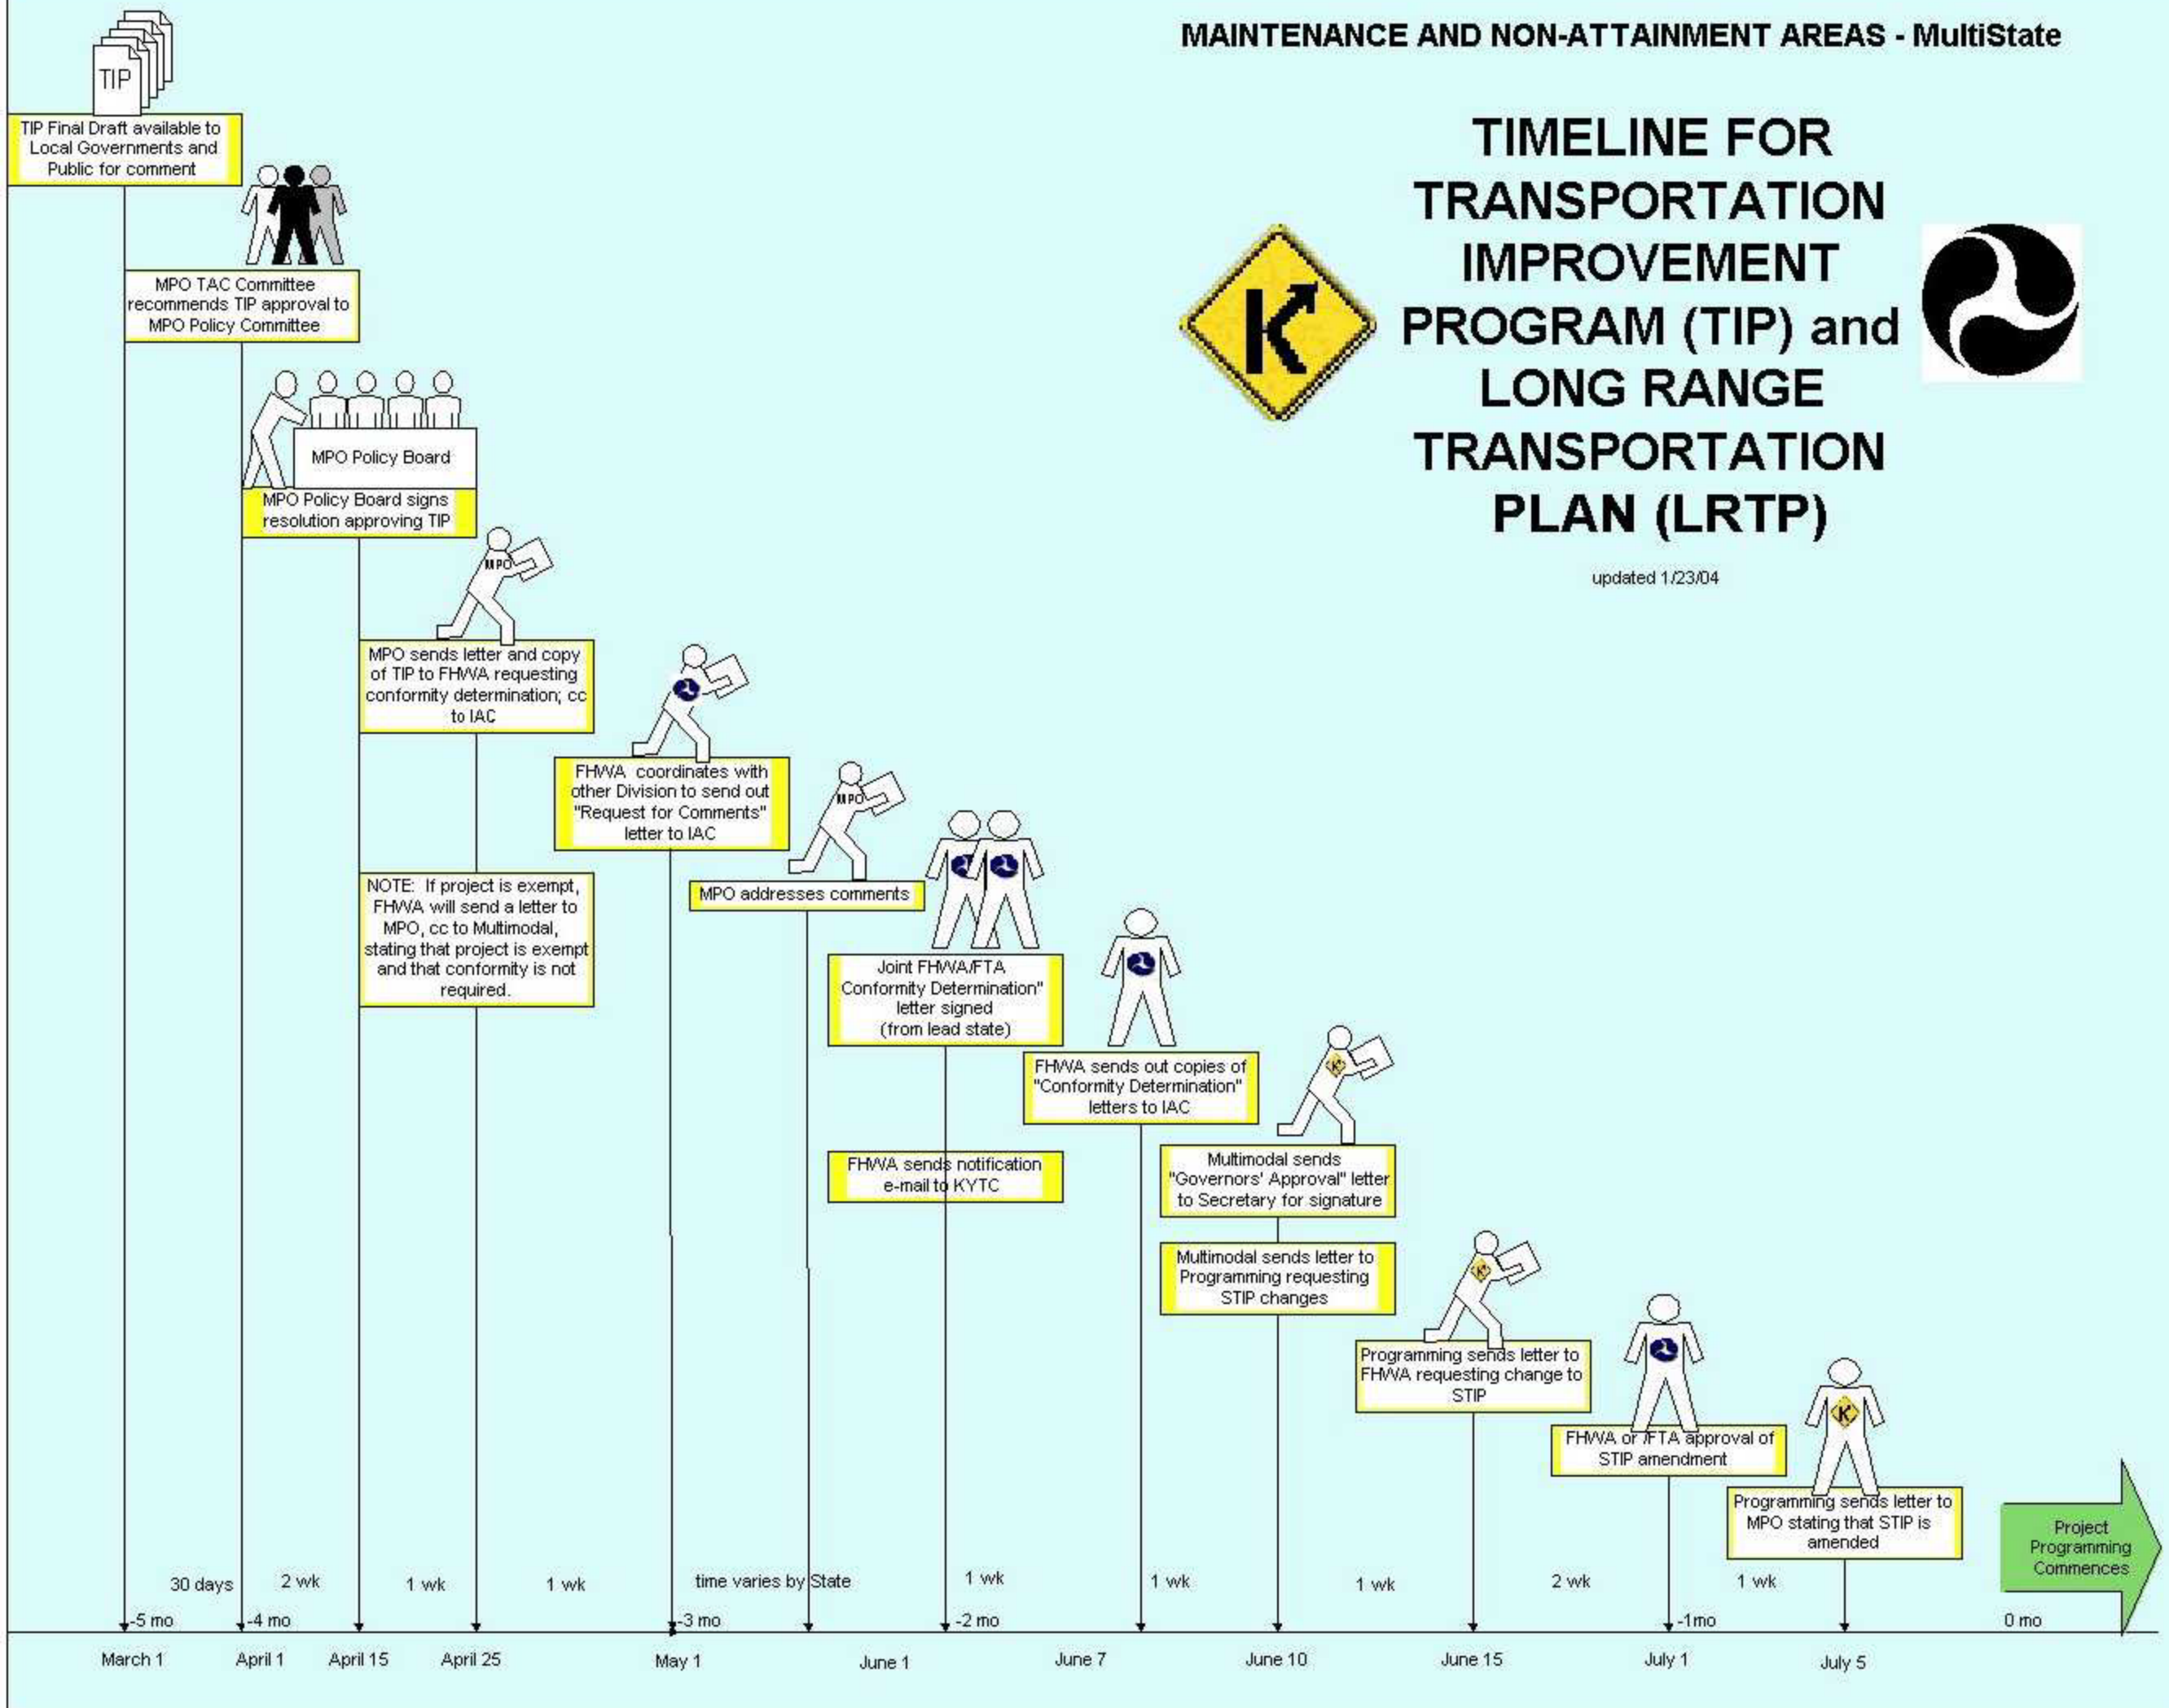 MAINTENANCE AND NON-ATTAINMENT AREAS - MultiState
TIMELINE FOR
TRANSPORTATION
IMPROVEMENT
PROGRAM (TIP) and
LONG RANGE
TRANSPORTATION
PLAN (LRTP)
updated 1/23/04
K
TIP
TIP Final Draft available to
Local Governments and
Public for comment
MPO TAC Committee
recommends TIP approval to
MPO Policy Committee
MPO Policy Board
MPO Policy Board signs
resolution approving TIP
MPO
MPO sends letter and copy
of TIP to FHWA requesting
conformity determination; cc
to IAC
NOTE: If project is exempt,
FHWA will send a letter to
MPO, cc to Multimodal,
stating that project is exempt
and that conformity is not
required.
FHWA coordinates with
other Division to send out
"Request for Comments"
letter to IAC
MPO
MPO addresses comments
Joint FHWA/FTA
Conformity Determination"
letter signed
(from lead state)
FHWA sends notification
e-mail to KYTC
FHWA sends out copies of
"Conformity Determination"
letters to IAC
K
Multimodal sends
"Governors' Approval" letter
to Secretary for signature
Multimodal sends letter to
Programming requesting
STIP changes
K
Programming sends letter to
FHWA requesting change to
STIP
FHWA or /FTA approval of
STIP amendment
K
Programming sends letter to
MPO stating that STIP is
amended
Project
Programming
Commences
30 days
2 wk
1 wk
1 wk
time varies by State
1 wk
1 wk
1 wk
2 wk
1 wk
-5 mo
-4 mo
-3 mo
-2 mo
-1mo
0 mo
March 1
April 1
April 15
April 25
May 1
June 1
June 7
June 10
June 15
July 1
July 5